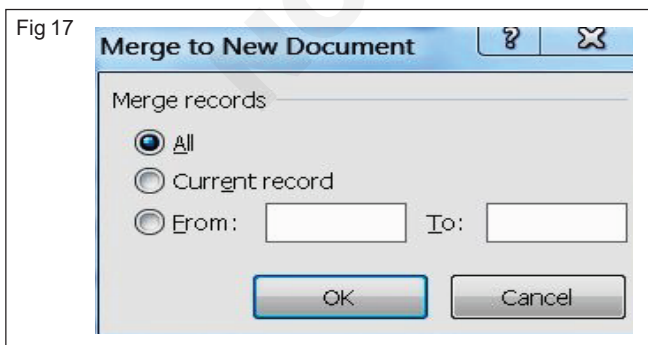 Fig 17
Merge to New Document
Merge records
All
Current record
From: To:
OK Cancel